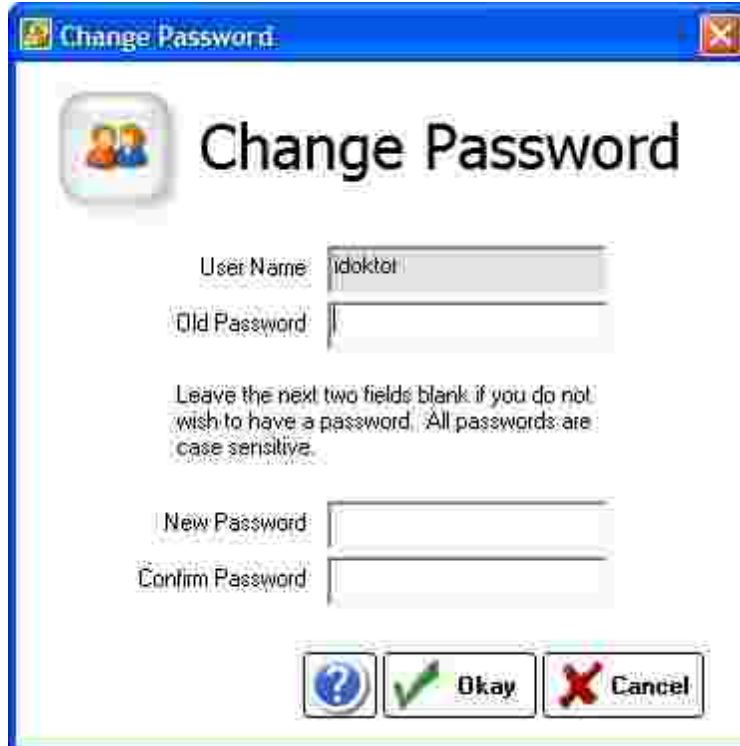 Change Password
Change Password
User Name idoktor
Old Password
Leave the next two fields blank if you do not
wish to have a password. All passwords are
case sensitive.
New Password
Confirm Password
Okay Cancel